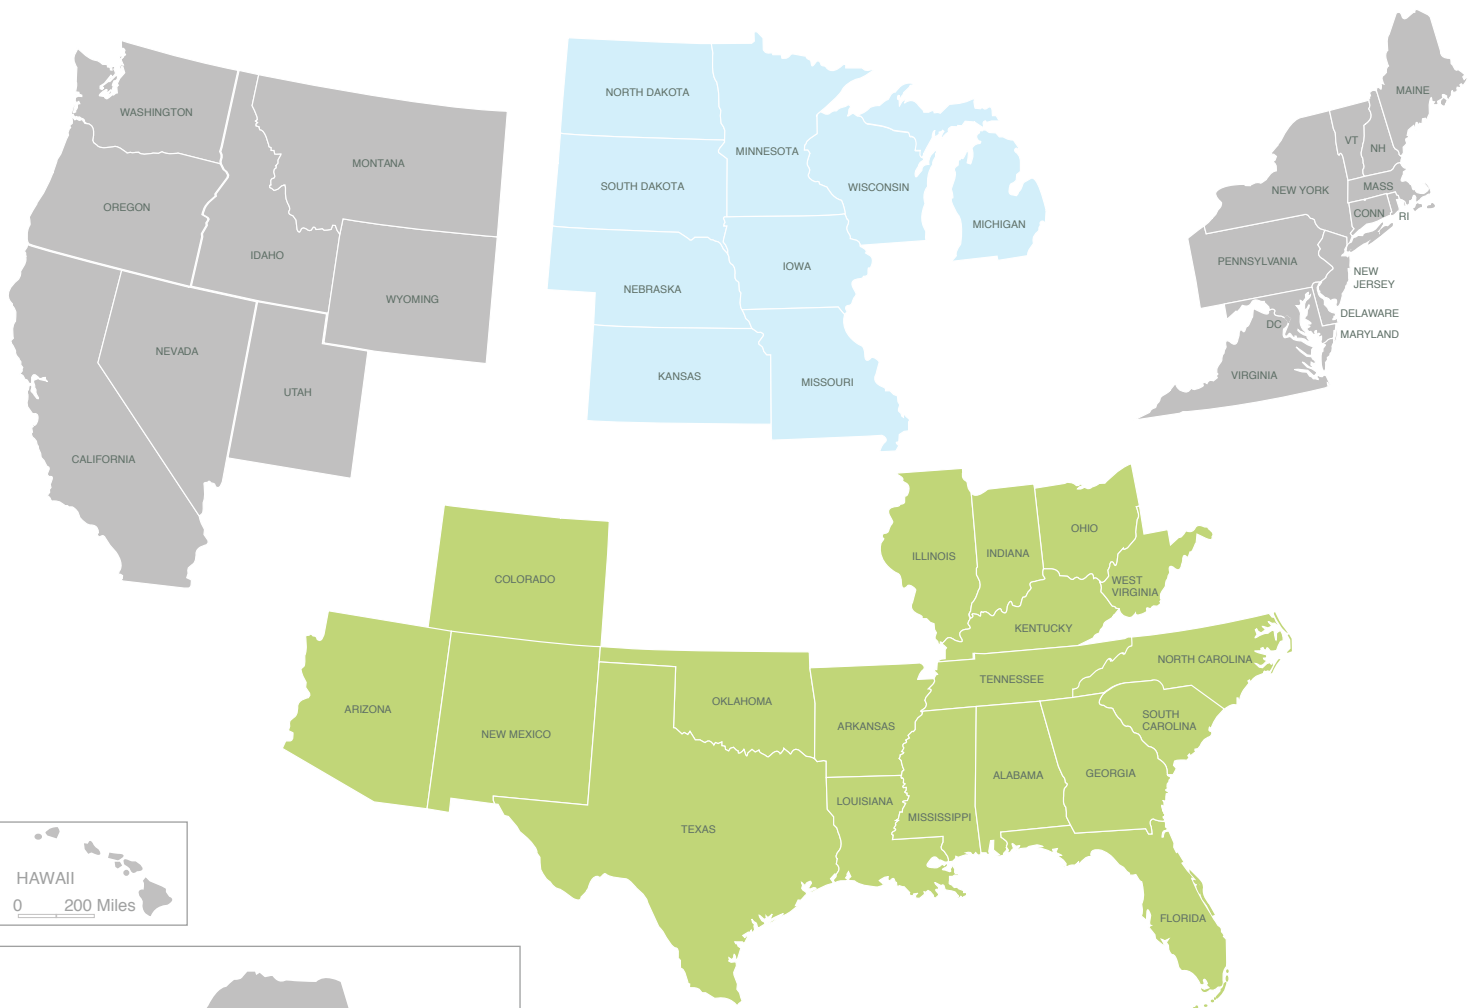 WASHINGTON
MONTANA
OREGON
IDAHO
WYOMING
NEVADA
UTAH
CALIFORNIA
NORTH DAKOTA
MINNESOTA
SOUTH DAKOTA
WISCONSIN
MICHIGAN
IOWA
NEBRASKA
KANSAS
MISSOURI
MAINE
VT
NH
NEW YORK
MASS
CONN
RI
PENNSYLVANIA
NEW
JERSEY
DELAWARE
DC
MARYLAND
VIRGINIA
COLORADO
ILLINOIS
INDIANA
OHIO
WEST
VIRGINIA
KENTUCKY
NORTH CAROLINA
TENNESSEE
ARIZONA
NEW MEXICO
OKLAHOMA
ARKANSAS
SOUTH
CAROLINA
TEXAS
LOUISIANA
MISSISSIPPI
ALABAMA
GEORGIA
FLORIDA
HAWAII
0 200 Miles